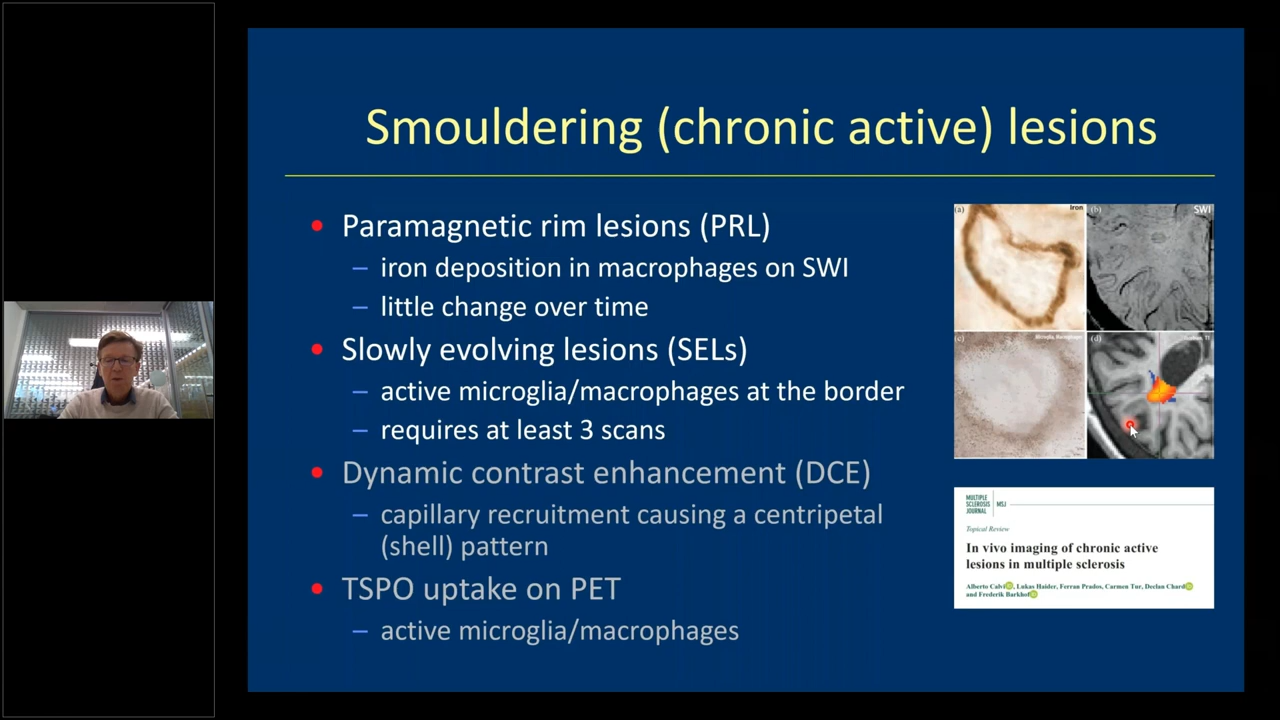 Smouldering (chronic active) lesions
• Paramagnetic rim lesions (PRL)
– iron deposition in macrophages on SWI
– little change over time
• Slowly evolving lesions (SELs)
– active microglia/macrophages at the border
– requires at least 3 scans
• Dynamic contrast enhancement (DCE)
– capillary recruitment causing a centripetal
(shell) pattern
• TSPO uptake on PET
– active microglia/macrophages
(a) Iron
(b) SWI
(c)
(d)
MULTIPLE
SCLEROSIS
JOURNAL
MSJ
Topical Review
In vivo imaging of chronic active
lesions in multiple sclerosis
Alberto Calvi, Lukas Haider, Ferran Prados, Carmen Tur, Declan Chard
and Frederik Barkhof